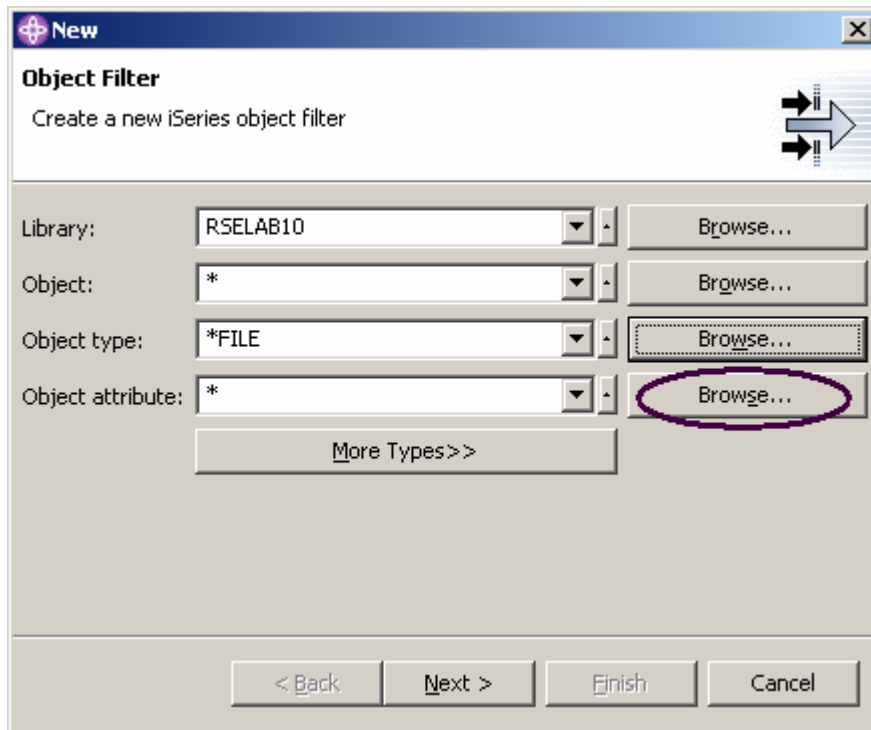 New
Object Filter
Create a new iSeries object filter
Library: RSELAB10 Browse...
Object: * Browse...
Object type: *FILE Browse...
Object attribute: * Browse...
More Types>>
< Back Next > Finish Cancel